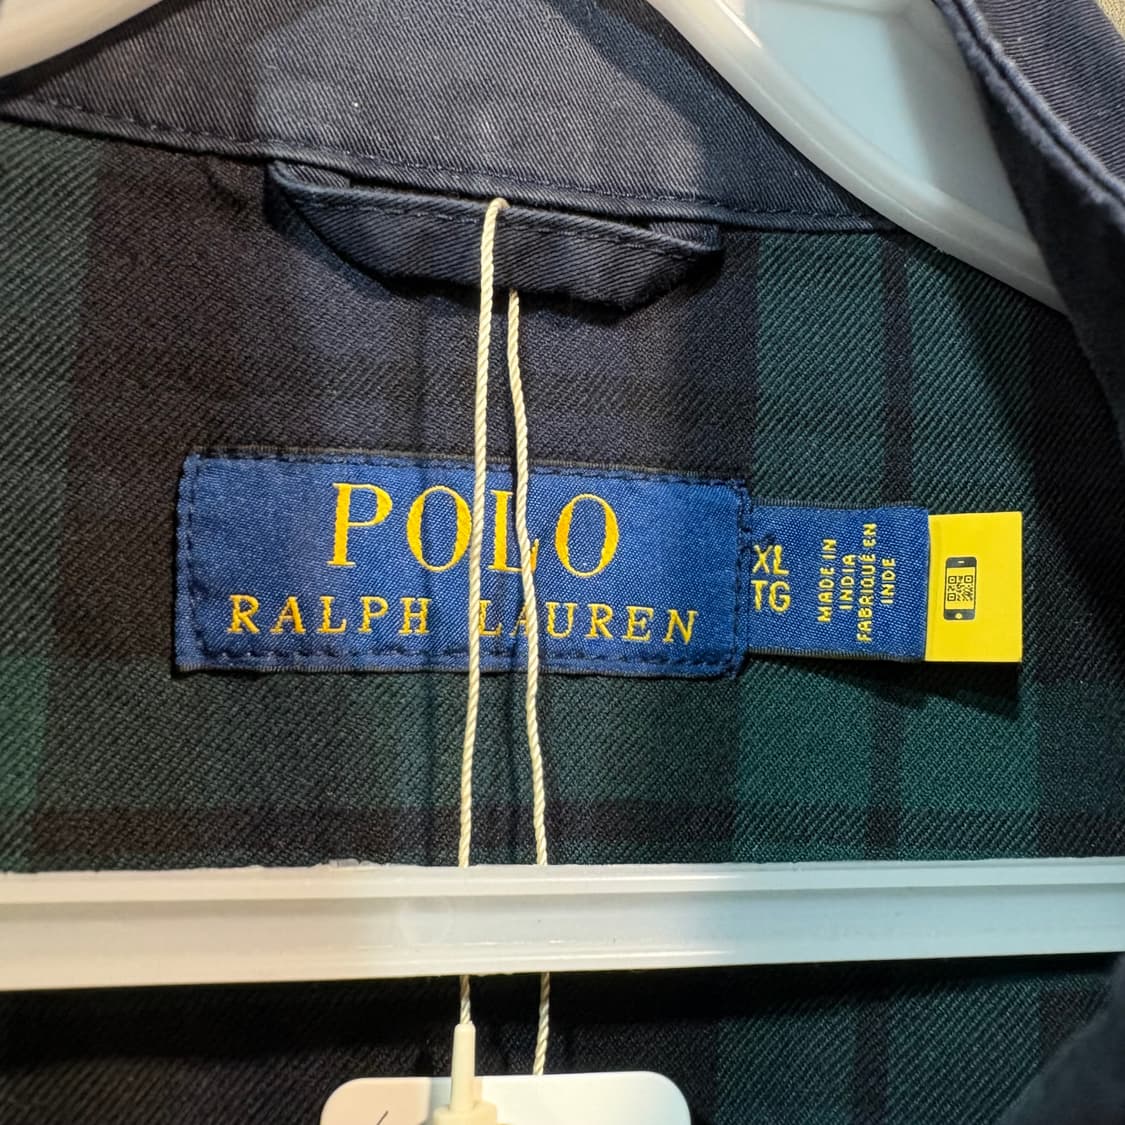 POLO
RALPH LAUREN
XL
TG
MADE IN
INDIA
FABRIQUÉ EN
INDE